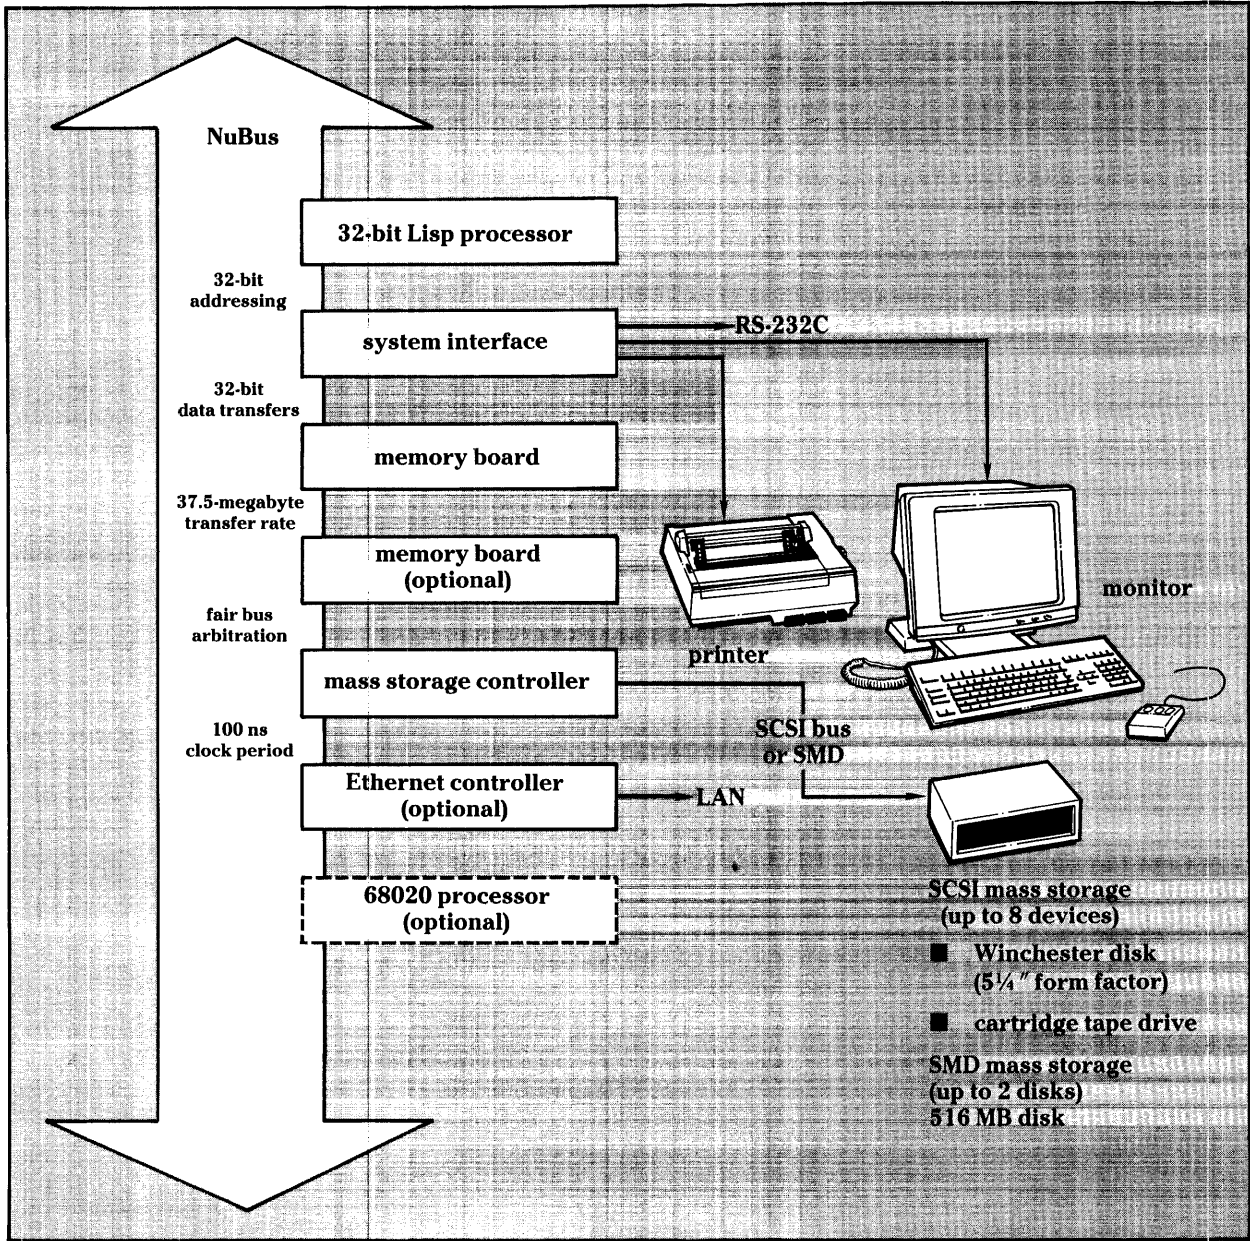 NuBus
32-bit Lisp processor
32-bit
addressing
system interface
RS-232C
32-bit
data transfers
memory board
37.5-megabyte
transfer rate
memory board
(optional)
fair bus
arbitration
printer
monitor
mass storage controller
100 ns
clock period
SCSI bus
or SMD
Ethernet controller
(optional)
LAN
68020 processor
(optional)
SCSI mass storage
(up to 8 devices)
■ Winchester disk
(5¼" form factor)
■ cartridge tape drive
SMD mass storage
(up to 2 disks)
516 MB disk